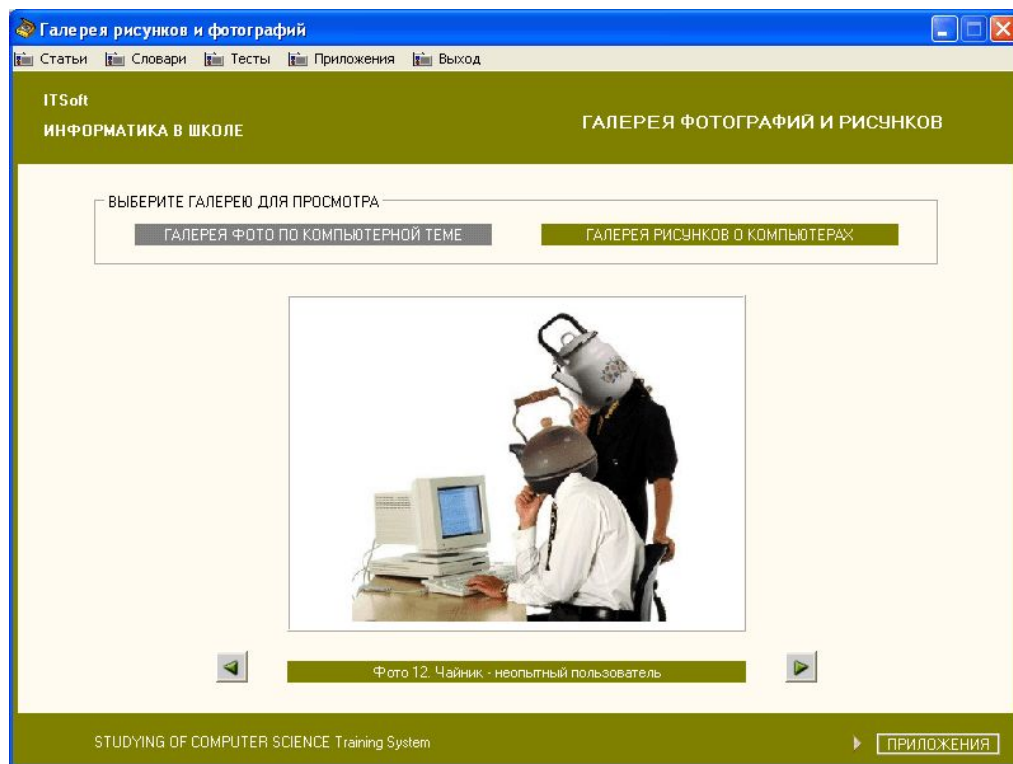 Галерея рисунков и фотографий
Статьи Словари Тесты Приложения Выход
ITSoft
ИНФОРМАТИКА В ШКОЛЕ
ГАЛЕРЕЯ ФОТОГРАФИЙ И РИСУНКОВ
ВЫБЕРИТЕ ГАЛЕРЕЮ ДЛЯ ПРОСМОТРА
ГАЛЕРЕЯ ФОТО ПО КОМПЬЮТЕРНОЙ ТЕМЕ
ГАЛЕРЕЯ РИСУНКОВ О КОМПЬЮТЕРАХ
Фото 12. Чайник - неопытный пользователь
STUDYING OF COMPUTER SCIENCE Training System
ПРИЛОЖЕНИЯ